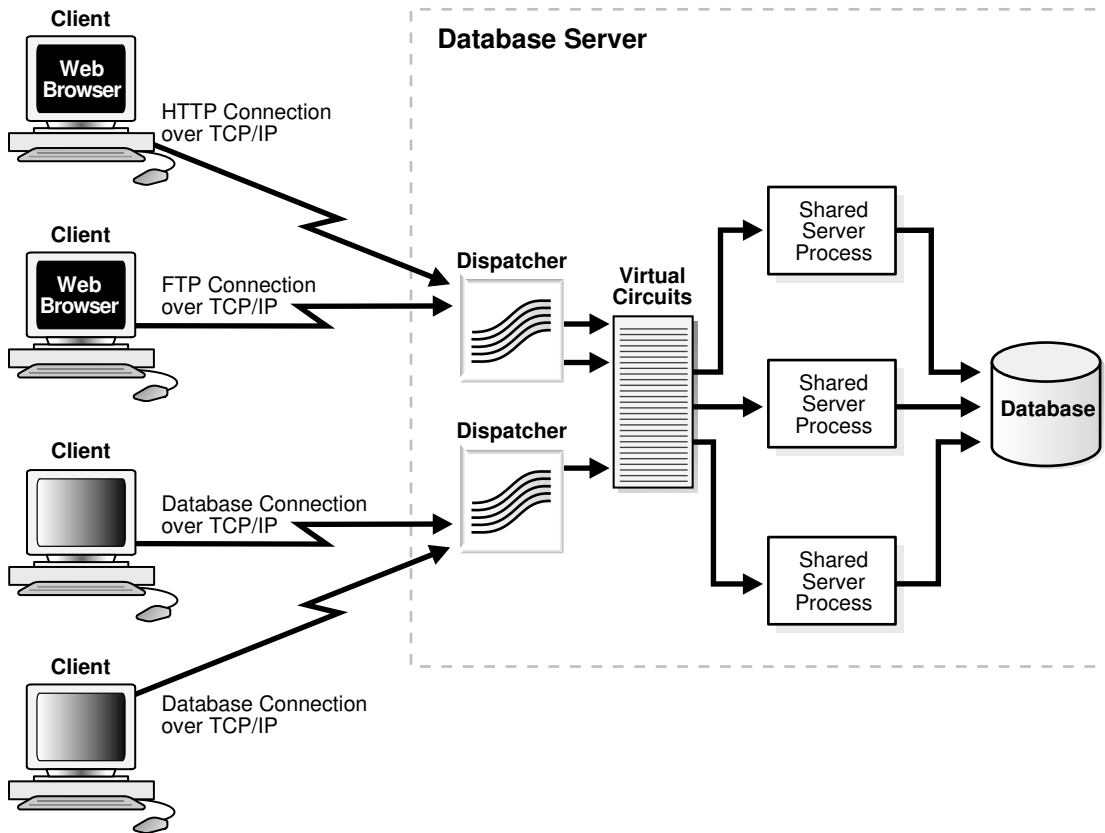 Client
Database Server
Web
Browser
HTTP Connection
over TCP/IP
Client
Web
Browser
FTP Connection
over TCP/IP
Dispatcher
Virtual
Circuits
Shared
Server
Process
Shared
Server
Process
Database
Client
Dispatcher
Database Connection
over TCP/IP
Shared
Server
Process
Client
Database Connection
over TCP/IP